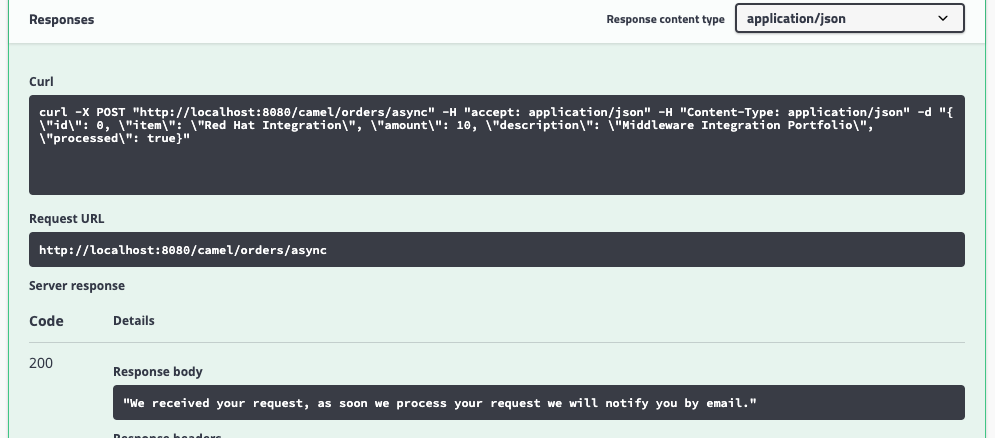 Responses
Response content type
application/json
Curl
curl -X POST "http://localhost:8080/camel/orders/async" -H "accept: application/json" -H "Content-Type: application/json" -d "{
\"id\": 0, \"item\": \"Red Hat Integration\", \"amount\": 10, \"description\": \"Middleware Integration Portfolio\",
\"processed\": true}"
Request URL
http://localhost:8080/camel/orders/async
Server response
Code Details
200
Response body
"We received your request, as soon we process your request we will notify you by email."
Response headers